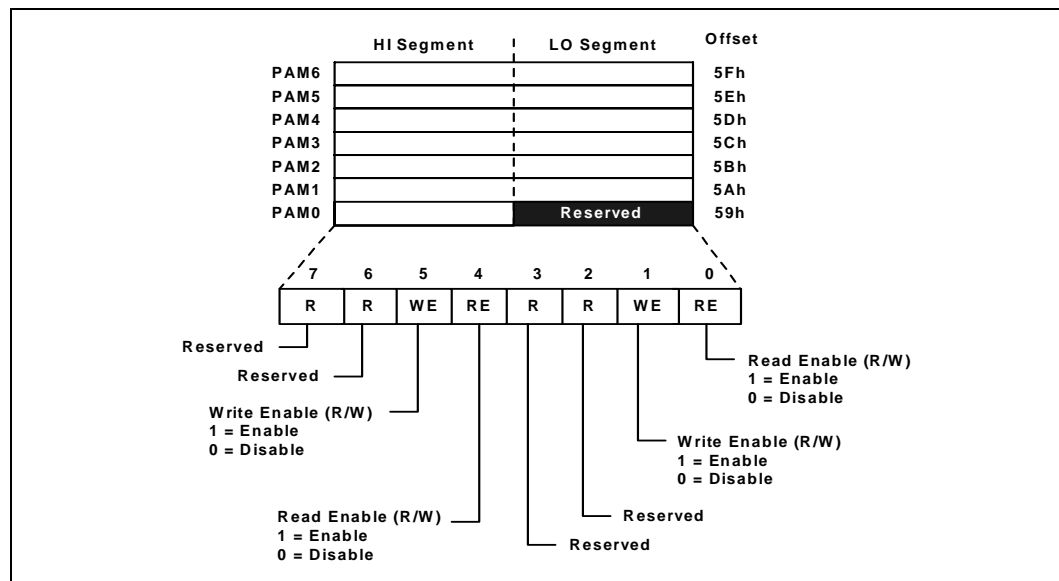 HI Segment LO Segment Offset
PAM6 5Fh
PAM5 5Eh
PAM4 5Dh
PAM3 5Ch
PAM2 5Bh
PAM1 5Ah
PAM0 Reserved 59h
7 6 5 4 3 2 1 0
R R WE RE R R WE RE
Reserved
Reserved
Write Enable (R/W)
1 = Enable
0 = Disable
Read Enable (R/W)
1 = Enable
0 = Disable
Reserved
Reserved
Write Enable (R/W)
1 = Enable
0 = Disable
Read Enable (R/W)
1 = Enable
0 = Disable